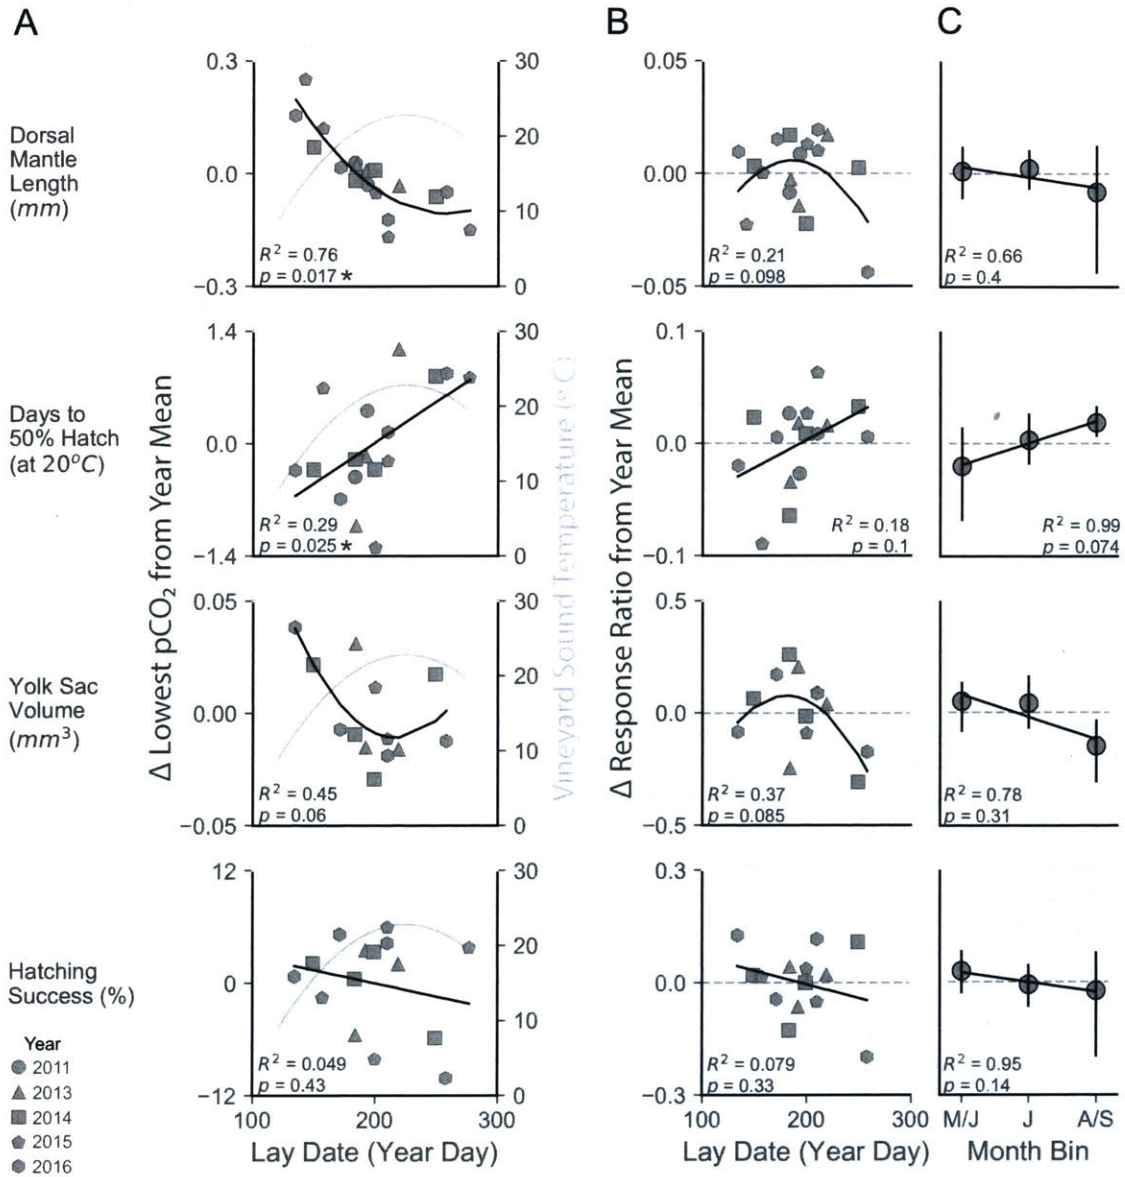 A
B
C
Dorsal
Mantle
Length
(mm)
0.3
0.0
−0.3
30
20
10
0
R² = 0.76
p = 0.017 *
0.05
0.00
−0.05
R² = 0.21
p = 0.098
R² = 0.66
p = 0.4
Days to
50% Hatch
(at 20°C)
1.4
0.0
−1.4
30
20
10
0
R² = 0.29
p = 0.025 *
0.1
0.0
−0.1
R² = 0.18
p = 0.1
R² = 0.99
p = 0.074
Δ Lowest pCO₂ from Year Mean
Vineyard Sound Temperature (° C)
Δ Response Ratio from Year Mean
Yolk Sac
Volume
(mm³)
0.05
0.00
−0.05
30
20
10
0
R² = 0.45
p = 0.06
0.5
0.0
−0.5
R² = 0.37
p = 0.085
R² = 0.78
p = 0.31
Hatching
Success (%)
12
0
−12
30
20
10
0
R² = 0.049
p = 0.43
0.3
0.0
−0.3
R² = 0.079
p = 0.33
R² = 0.95
p = 0.14
Year
2011
2013
2014
2015
2016
100 200 300
Lay Date (Year Day)
100 200 300
Lay Date (Year Day)
M/J J A/S
Month Bin